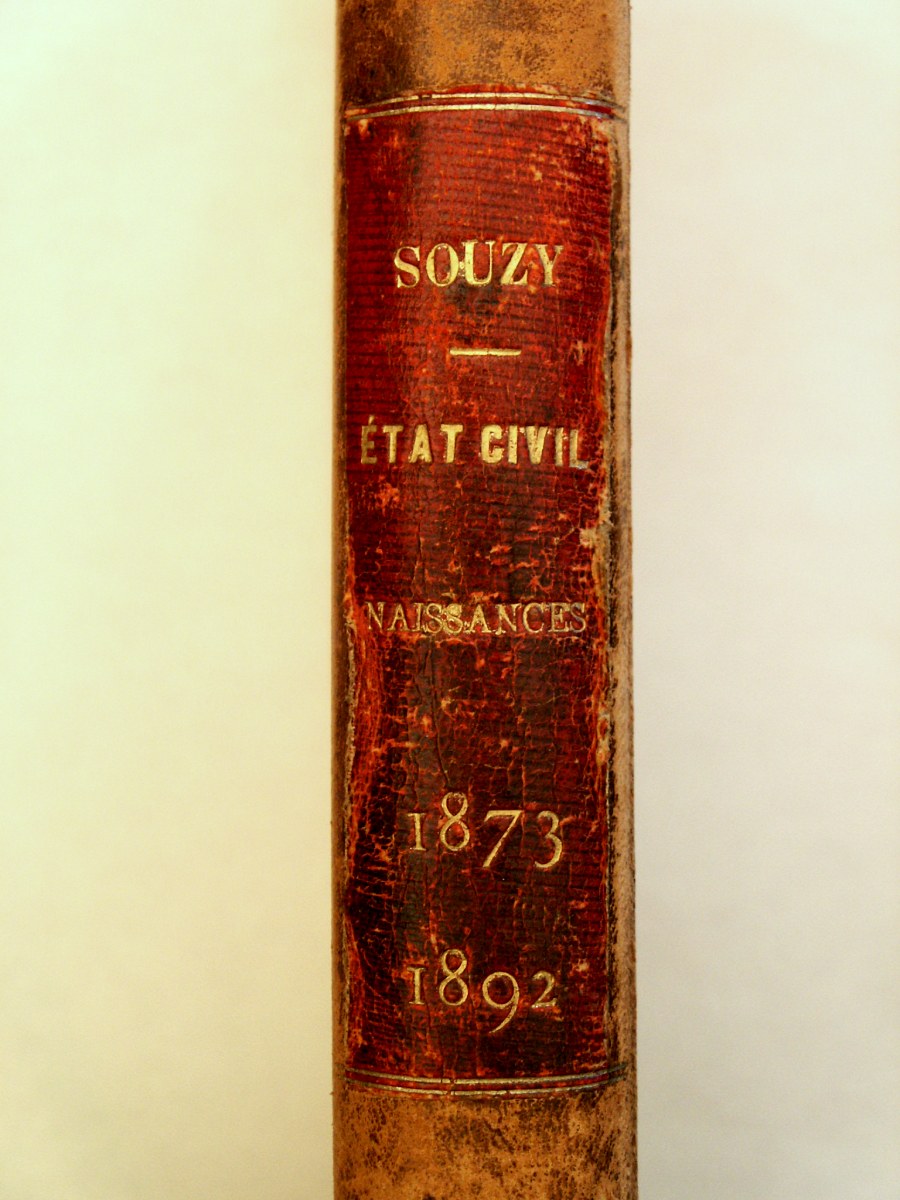 SOUZY
ÉTAT CIVIL
NAISSANCES
1873
1892